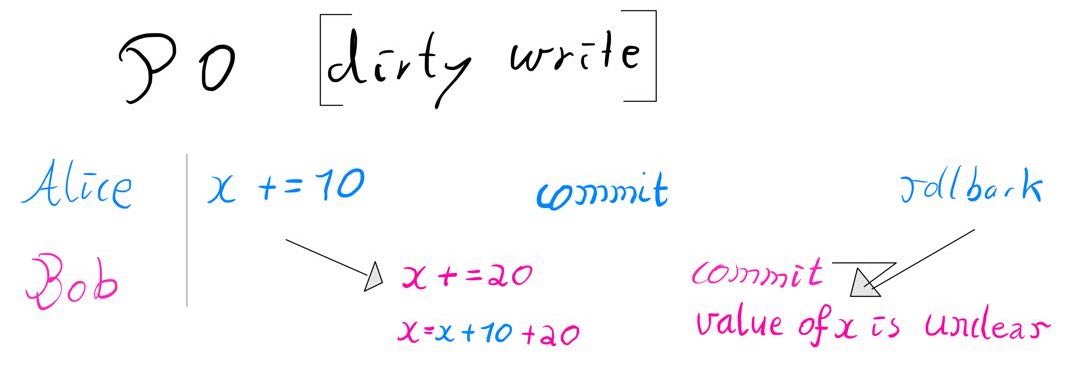 P0 [dirty write]
Alice x += 10 commit rollback
Bob x += 20 commit
x=x+10+20 value of x is unclear